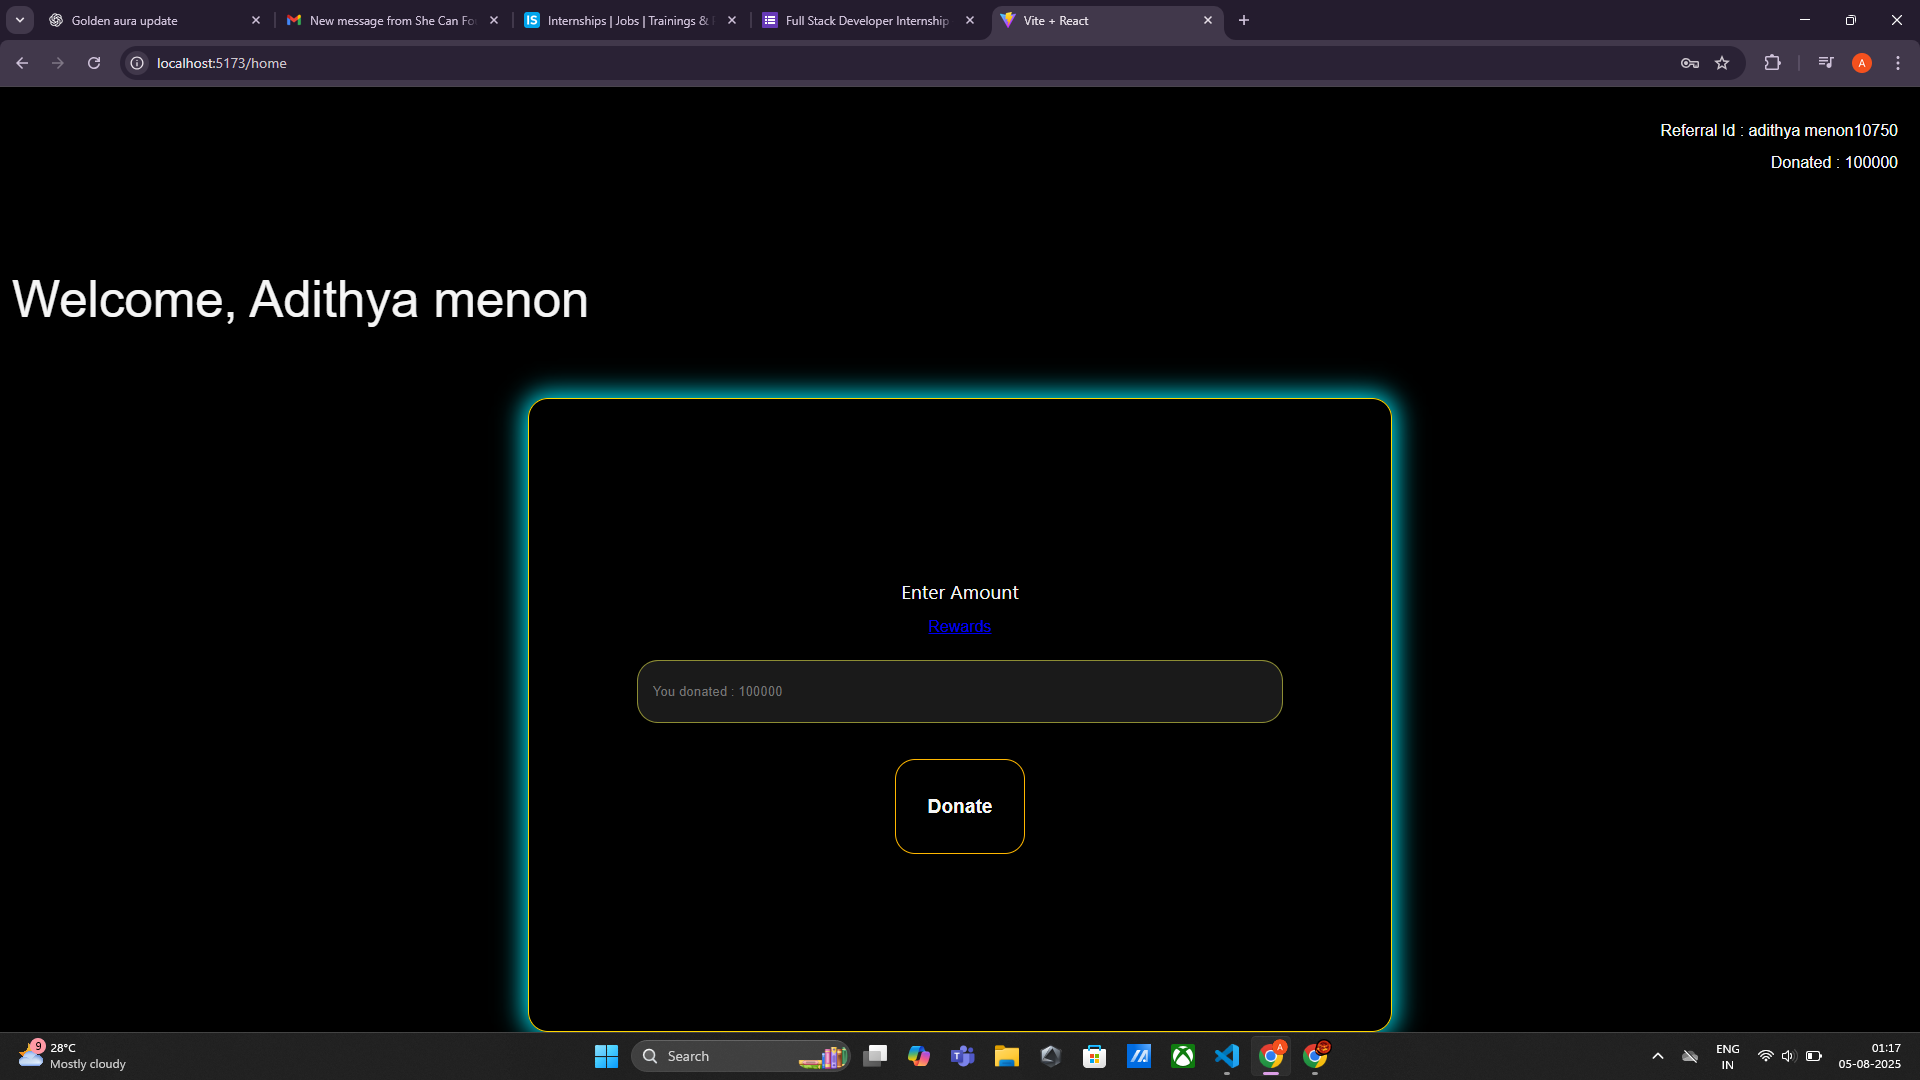 Golden aura update
New message from She Can Fo
Internships | Jobs | Trainings &
Full Stack Developer Internship
Vite + React
localhost:5173/home
A
Referral Id : adithya menon10750
Donated : 100000
Welcome, Adithya menon
Enter Amount
Rewards
You donated : 100000
Donate
9
28°C
Mostly cloudy
Search
ENG
IN
01:17
05-08-2025